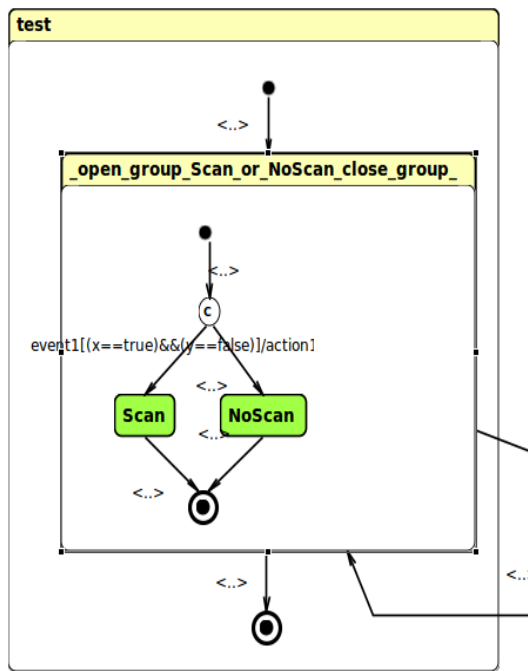 test
<..>
_open_group_Scan_or_NoScan_close_group_
<..>
C
event1[(x==true)&&(y==false)]/action1
<..>
Scan
NoScan
<..>
<..>
<..>
<..